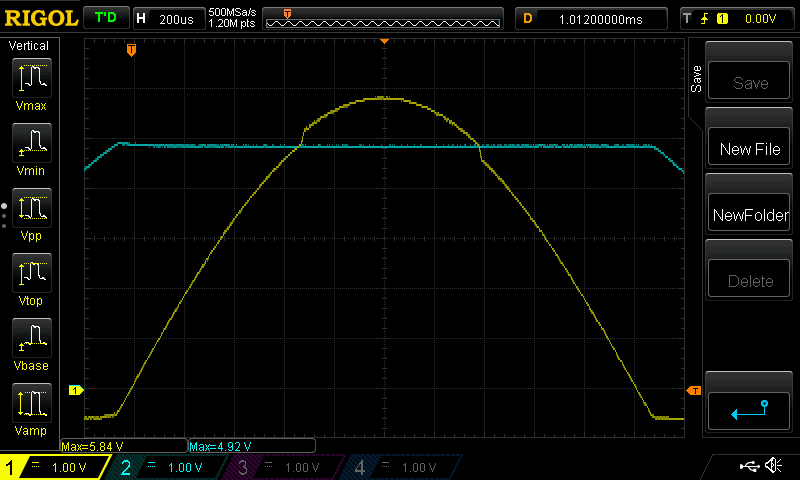 RIGOL T'D H 200us 500MSa/s D 1.01200000ms T 1 0.00V
1.20M pts
T
Vertical
Vmax
Vmin
Vpp
Vtop
Vbase
Vamp
T
1
T
Save
Save
New File
NewFolder
Delete
Max=5.84 V Max=4.92 V
1 = 1.00 V 2 = 1.00 V 3 = 1.00 V 4 = 1.00 V